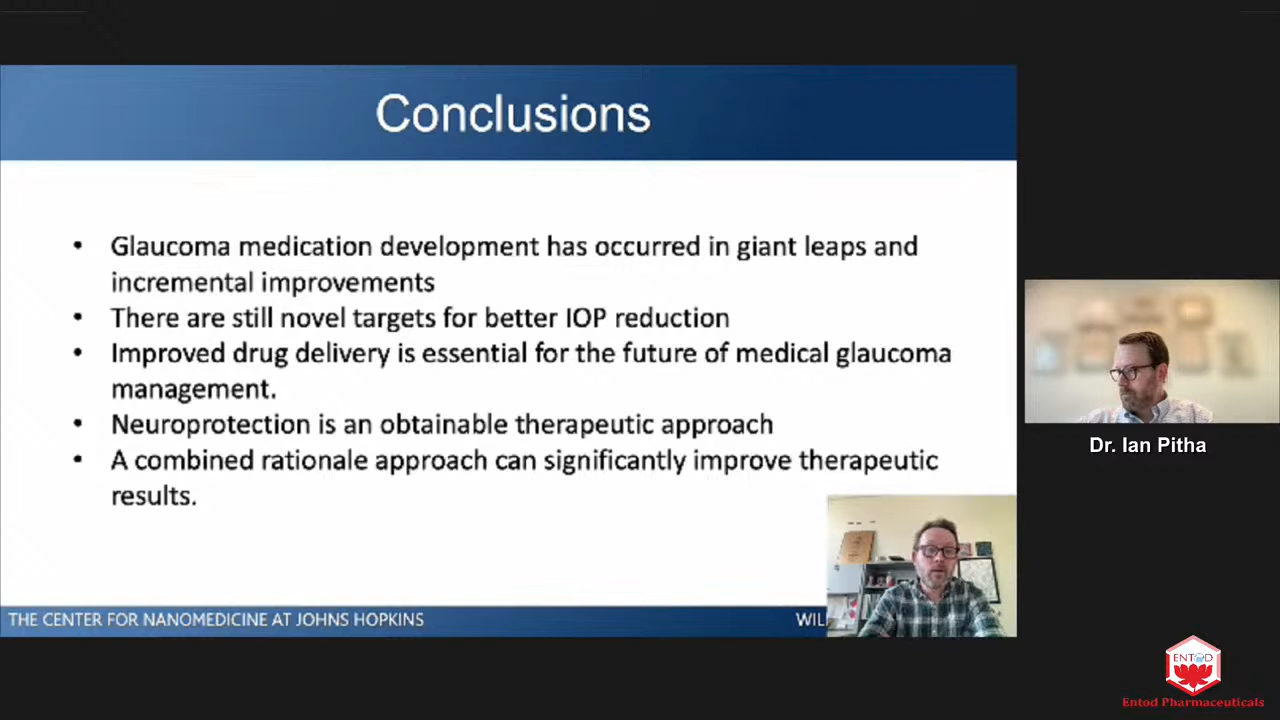 Conclusions
• Glaucoma medication development has occurred in giant leaps and
incremental improvements
• There are still novel targets for better IOP reduction
• Improved drug delivery is essential for the future of medical glaucoma
management.
• Neuroprotection is an obtainable therapeutic approach
• A combined rationale approach can significantly improve therapeutic
results.
THE CENTER FOR NANOMEDICINE AT JOHNS HOPKINS
Dr. Ian Pitha
ENTOD
Entod Pharmaceuticals